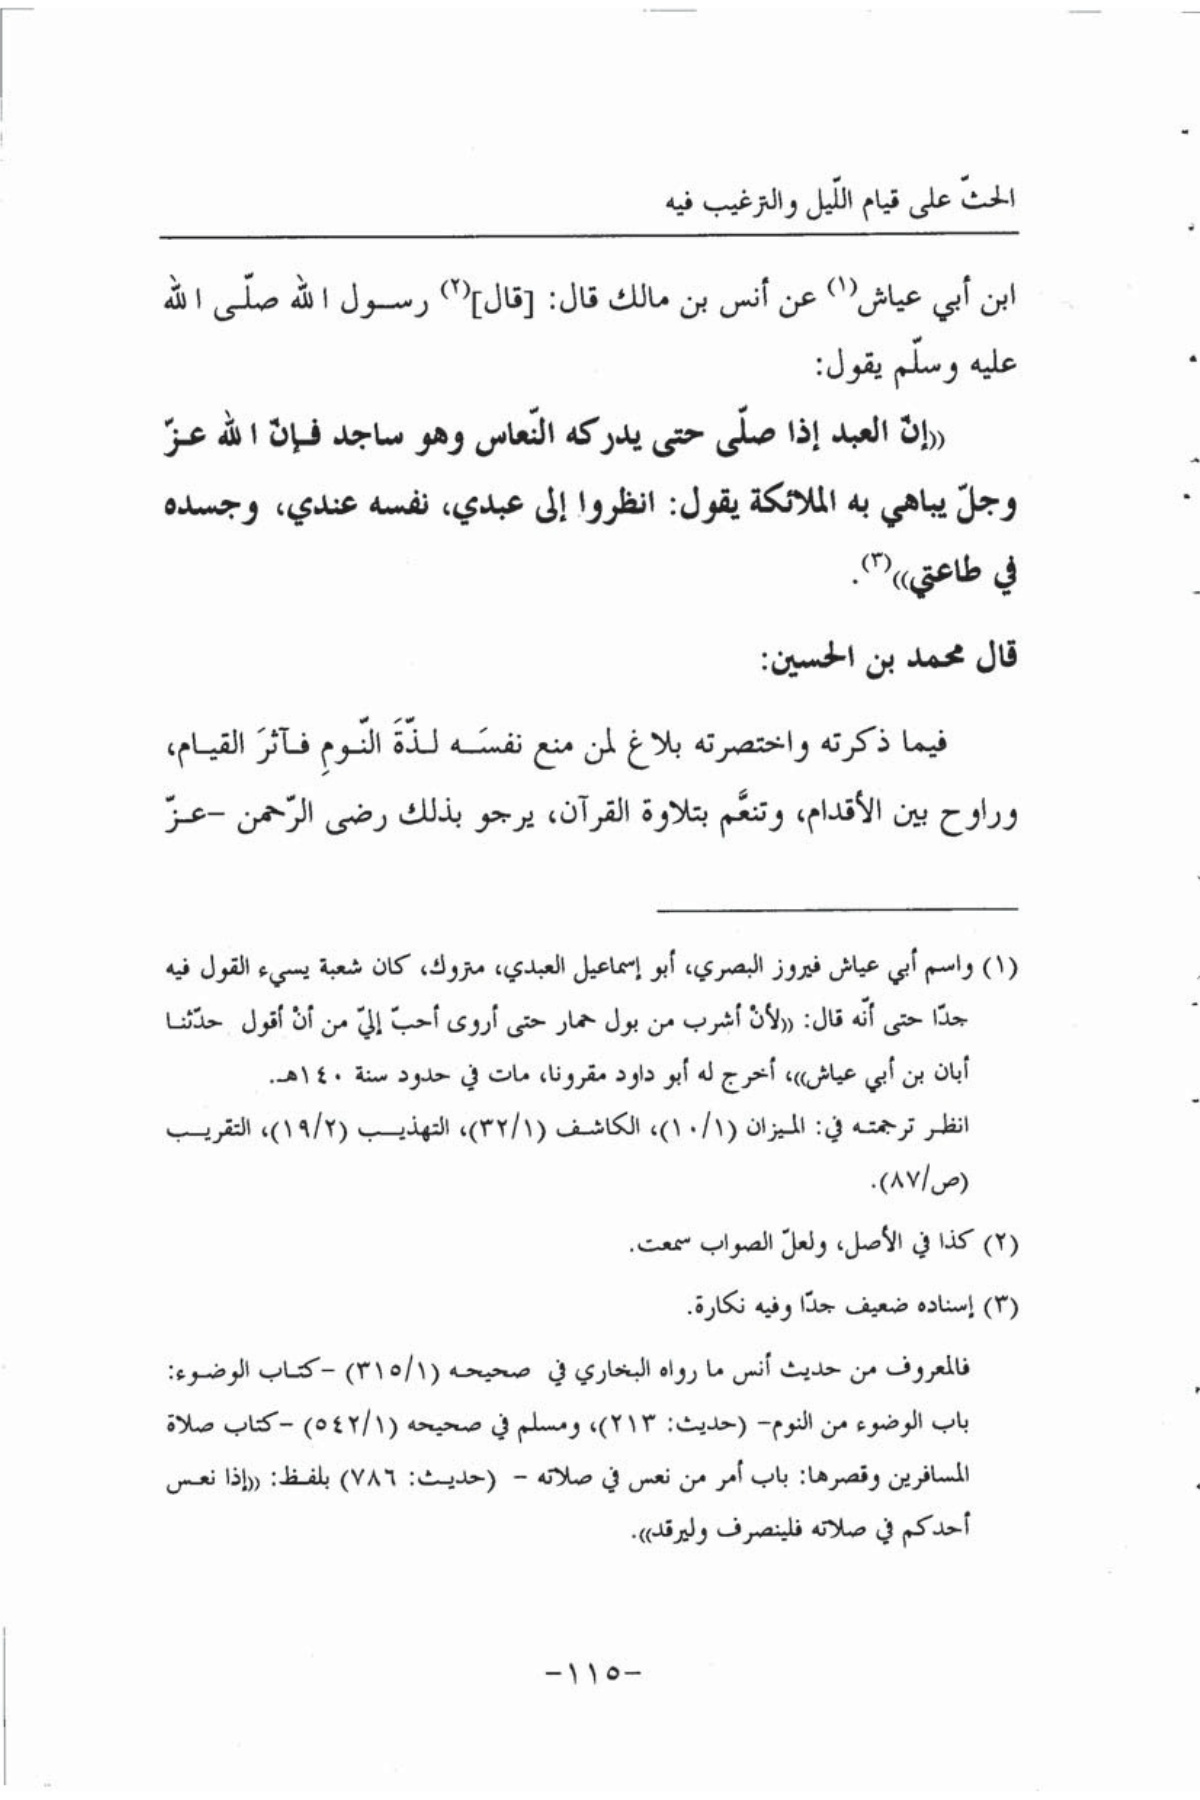 الحثّ على قيام اللّيل والترغيب فيه
ابن أبي عياش(١) عن أنس بن مالك قال: [قال](٢) رسول الله صلّى الله
عليه وسلّم يقول:
((إنّ العبد إذا صلّى حتى يدركه النّعاس وهو ساجد فإنّ الله عزّ
وجلّ يباهي به الملائكة يقول: انظروا إلى عبدي، نفسه عندي، وجسده
في طاعتي))(٣).
قال محمد بن الحسين:
فيما ذكرته واختصرته بلاغ لمن منع نفسَه لذّةَ النّومِ فآثرَ القيام،
وراوح بين الأقدام، وتنعَّم بتلاوة القرآن، يرجو بذلك رضى الرّحمن -عزّ
(١) واسم أبي عياش فيروز البصري، أبو إسماعيل العبدي، متروك، كان شعبة يسيء القول فيه
جدّا حتى أنّه قال: ((لأنْ أشرب من بول حمار حتى أروى أحبّ إليّ من أنْ أقول حدّثنا
أبان بن أبي عياش))، أخرج له أبو داود مقرونا، مات في حدود سنة ١٤٠هـ.
انظر ترجمته في: الميزان (١٠/١)، الكاشف (٣٢/١)، التهذيب (١٩/٢)، التقريب
(ص/٨٧).
(٢) كذا في الأصل، ولعلّ الصواب سمعت.
(٣) إسناده ضعيف جدّا وفيه نكارة.
فالمعروف من حديث أنس ما رواه البخاري في صحيحه (٣١٥/١) -كتاب الوضوء:
باب الوضوء من النوم- (حديث: ٢١٣)، ومسلم في صحيحه (٥٤٢/١) -كتاب صلاة
المسافرين وقصرها: باب أمر من نعس في صلاته - (حديث: ٧٨٦) بلفظ: ((إذا نعس
أحدكم في صلاته فلينصرف وليرقد)).
-١١٥-